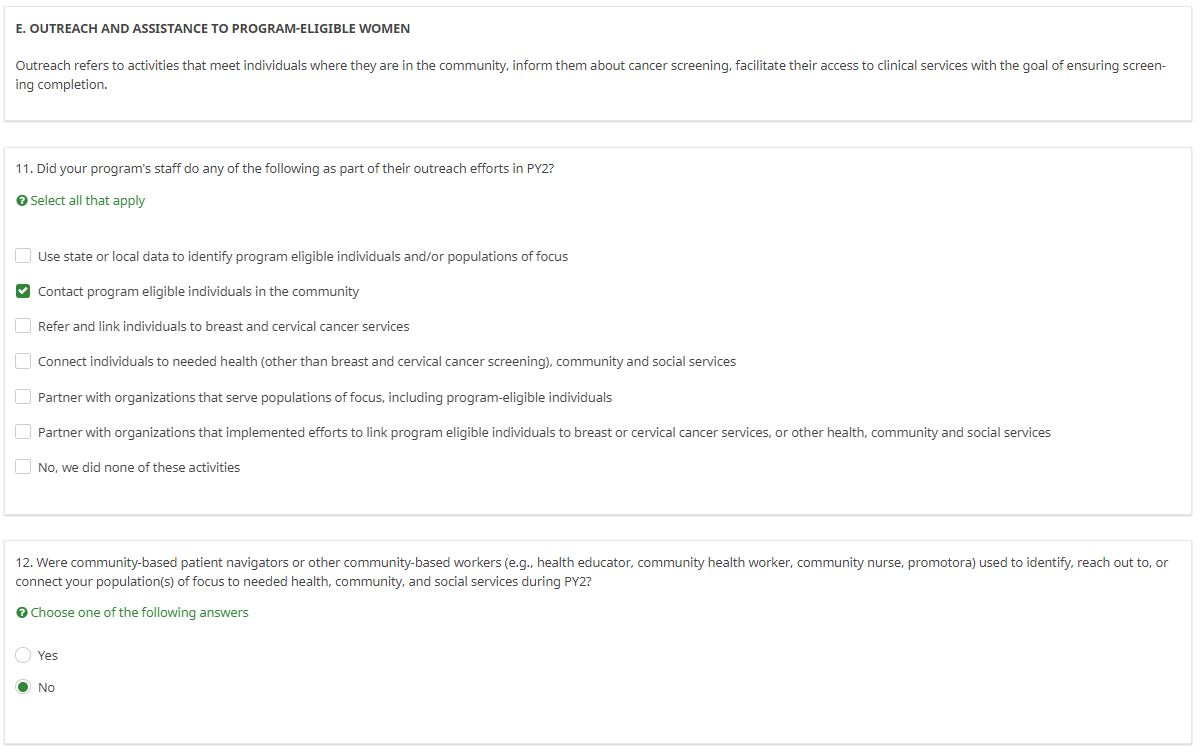 E. OUTREACH AND ASSISTANCE TO PROGRAM-ELIGIBLE WOMEN
Outreach refers to activities that meet individuals where they are in the community, inform them about cancer screening, facilitate their access to clinical services with the goal of ensuring screen-
ing completion.
11. Did your program's staff do any of the following as part of their outreach efforts in PY2?
Select all that apply
Use state or local data to identify program eligible individuals and/or populations of focus
Contact program eligible individuals in the community
Refer and link individuals to breast and cervical cancer services
Connect individuals to needed health (other than breast and cervical cancer screening), community and social services
Partner with organizations that serve populations of focus, including program-eligible individuals
Partner with organizations that implemented efforts to link program eligible individuals to breast or cervical cancer services, or other health, community and social services
No, we did none of these activities
12. Were community-based patient navigators or other community-based workers (e.g., health educator, community health worker, community nurse, promotora) used to identify, reach out to, or
connect your population(s) of focus to needed health, community, and social services during PY2?
Choose one of the following answers
Yes
No